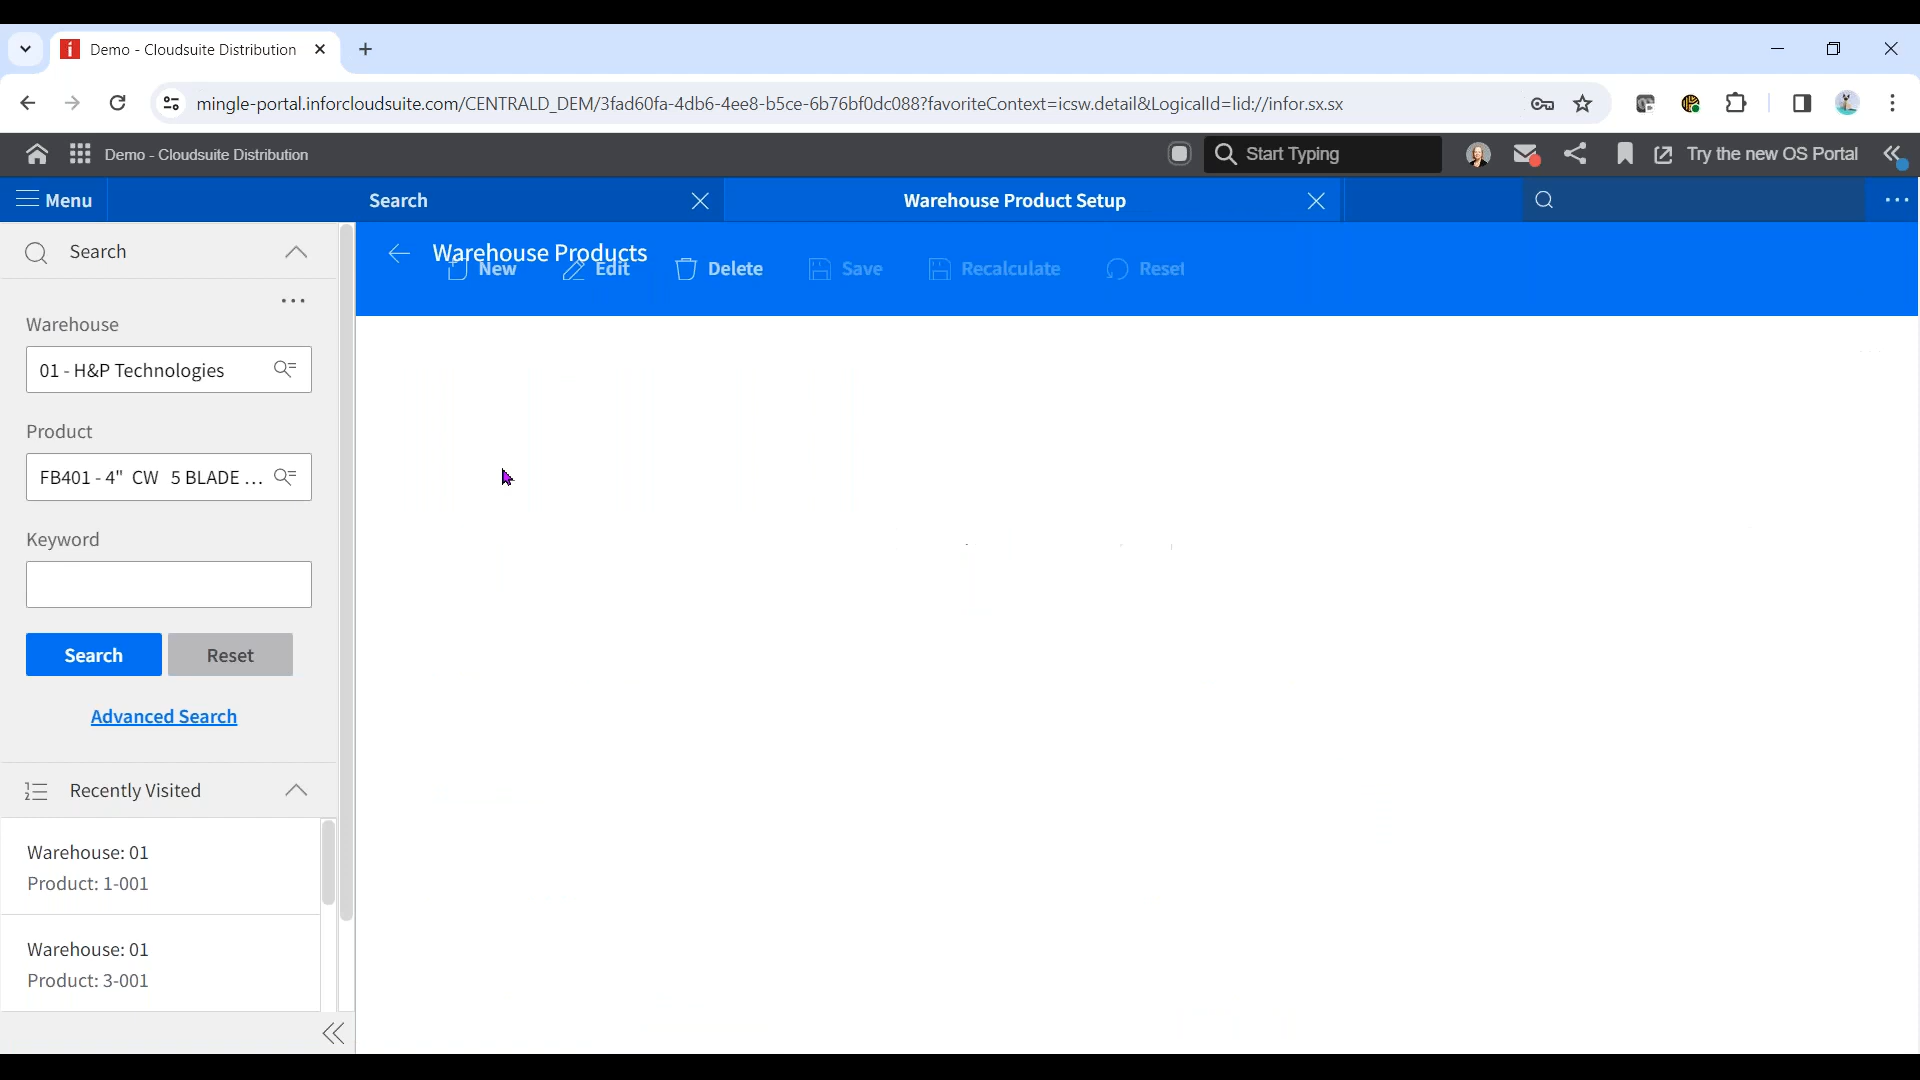 Demo - Cloudsuite Distribution
mingle-portal.inforcloudsuite.com/CENTRALD_DEM/3fad60fa-4db6-4ee8-b5ce-6b76bf0dc088?favoriteContext=icsw.detail&LogicalId=lid://infor.sx.sx
Demo - Cloudsuite Distribution
Start Typing
Try the new OS Portal
Menu
Search
Warehouse Product Setup
Search
Warehouse Products
New
Edit
Delete
Save
Recalculate
Reset
Warehouse
01 - H&P Technologies
Product
FB401 - 4" CW 5 BLADE ...
Keyword
Search
Reset
Advanced Search
Recently Visited
Warehouse: 01
Product: 1-001
Warehouse: 01
Product: 3-001